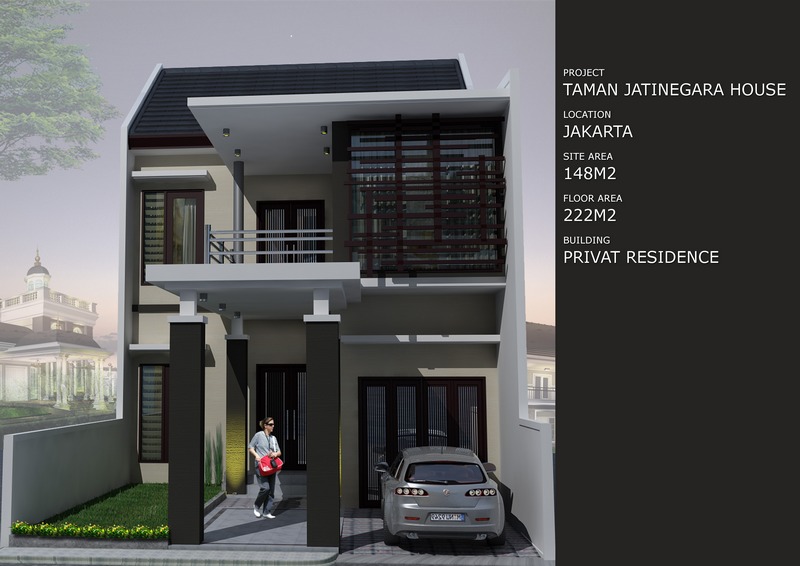 PROJECT
TAMAN JATINEGARA HOUSE
LOCATION
JAKARTA
SITE AREA
148M2
FLOOR AREA
222M2
BUILDING
PRIVAT RESIDENCE